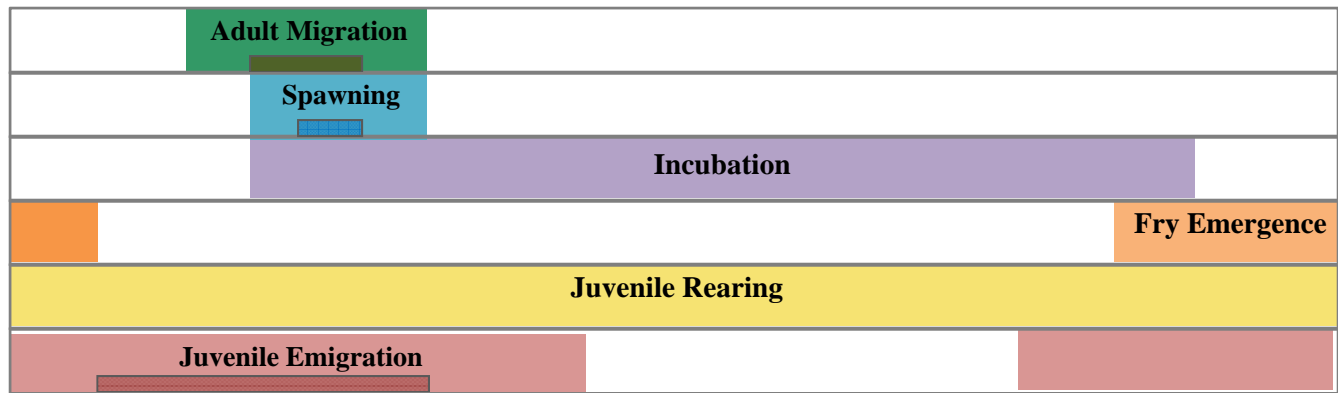 Adult Migration
Spawning
Incubation
Fry Emergence
Juvenile Rearing
Juvenile Emigration